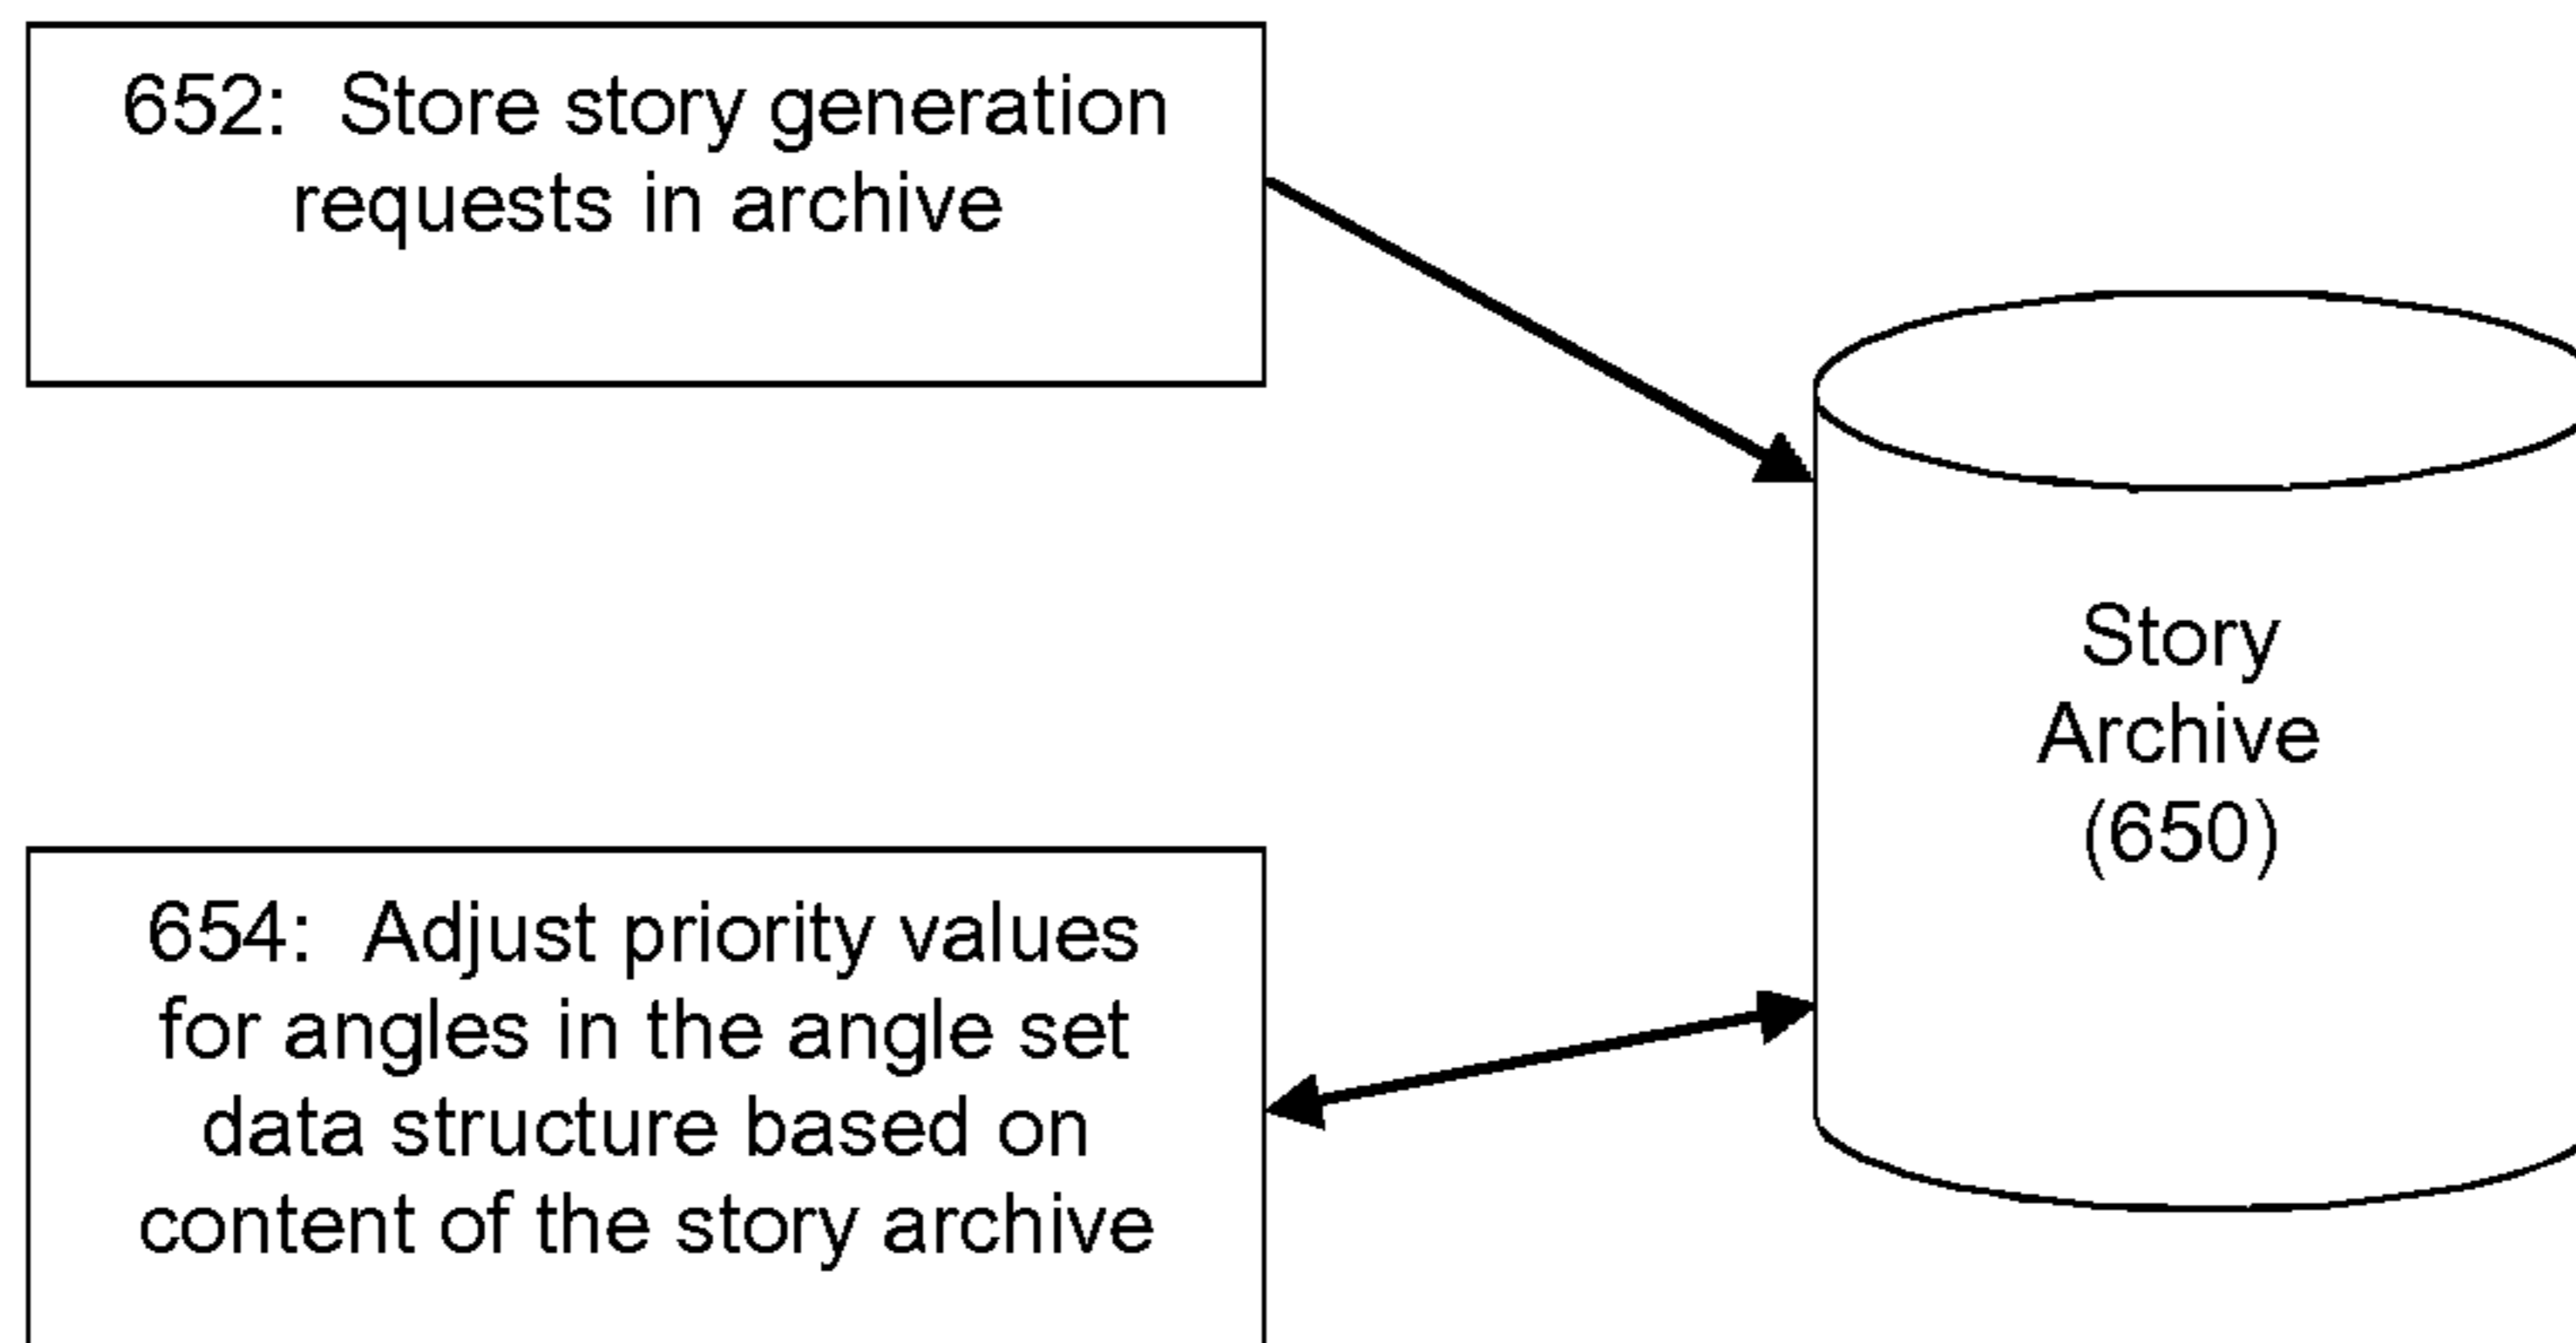 652:  Store story generation
requests in archive
Story
Archive
(650)
654:  Adjust priority values
for angles in the angle set
data structure based on
content of the story archive